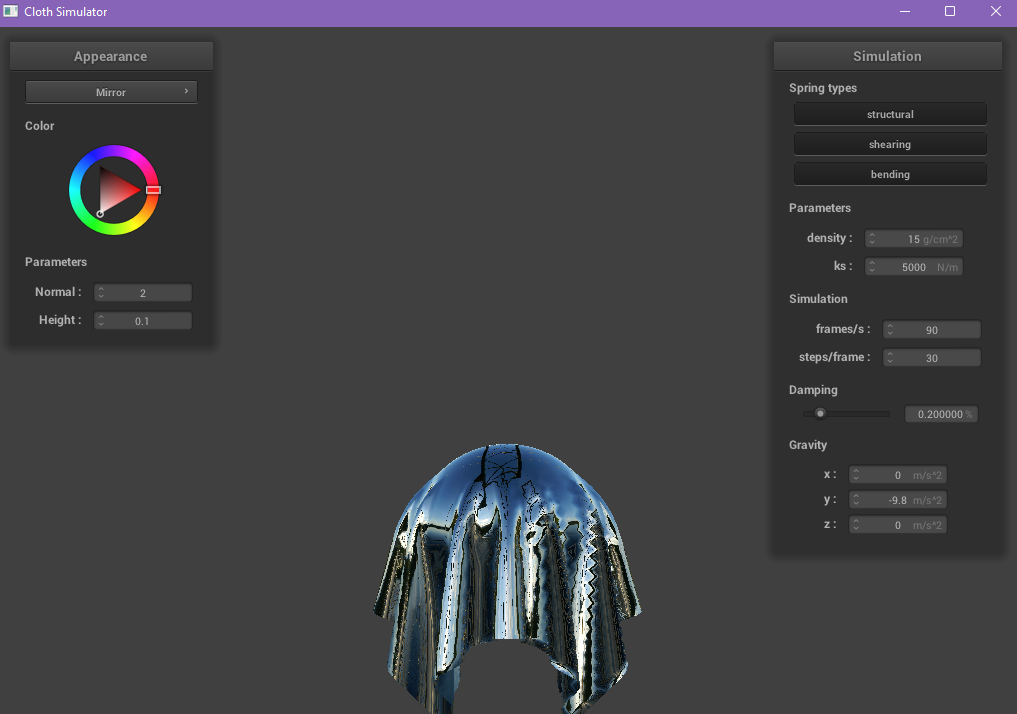 Cloth Simulator
Appearance
Mirror
Color
Parameters
Normal : 2
Height : 0.1
Simulation
Spring types
structural
shearing
bending
Parameters
density : 15 g/cm^2
ks : 5000 N/m
Simulation
frames/s : 90
steps/frame : 30
Damping
0.200000 %
Gravity
x : 0 m/s^2
y : -9.8 m/s^2
z : 0 m/s^2